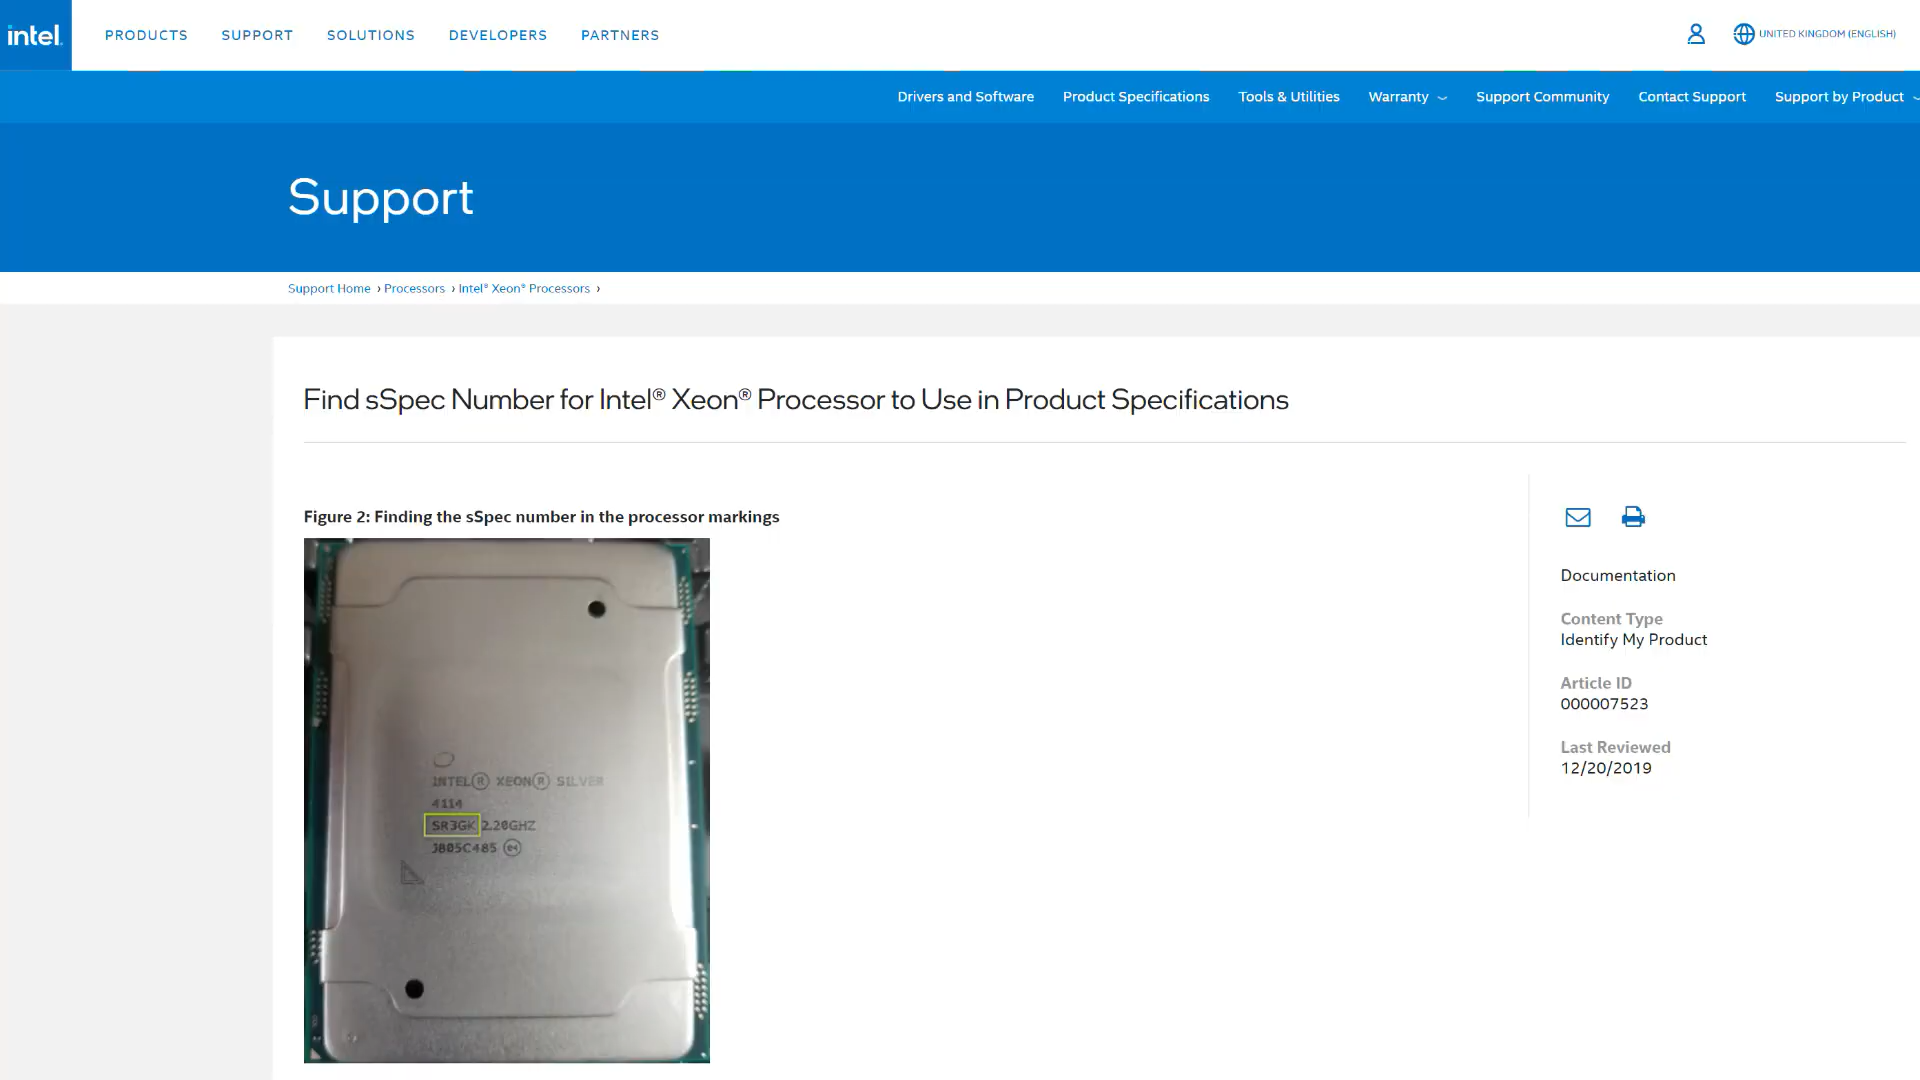 intel.
PRODUCTS SUPPORT SOLUTIONS DEVELOPERS PARTNERS
UNITED KINGDOM (ENGLISH)
Drivers and Software Product Specifications Tools & Utilities Warranty Support Community Contact Support Support by Product
Support
Support Home › Processors › Intel® Xeon® Processors ›
Find sSpec Number for Intel® Xeon® Processor to Use in Product Specifications
Figure 2: Finding the sSpec number in the processor markings
INTEL® XEON® SILVER
4114
SR3GK 2.20GHZ
J805C485 e4
Documentation
Content Type
Identify My Product
Article ID
000007523
Last Reviewed
12/20/2019